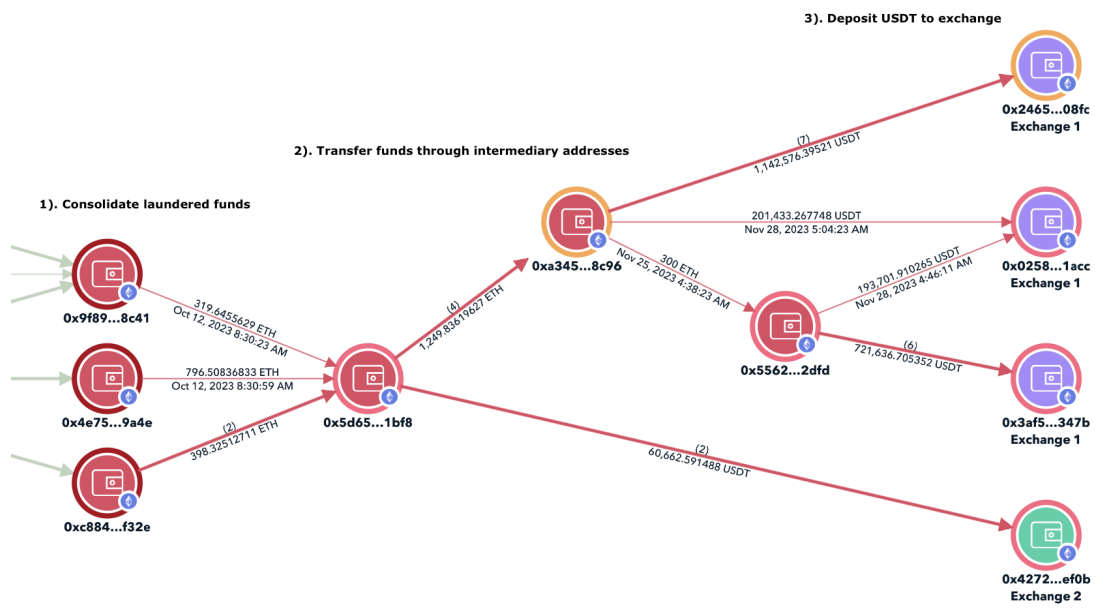 3). Deposit USDT to exchange
0x2465...08fc
Exchange 1
(7)
1,142,576.39521 USDT
2). Transfer funds through intermediary addresses
1). Consolidate laundered funds
201,433.267748 USDT
Nov 28, 2023 5:04:23 AM
0xa345...8c96
0x0258...1acc
Exchange 1
300 ETH
Nov 25, 2023 4:38:23 AM
193,701.910265 USDT
Nov 28, 2023 4:46:11 AM
0x9f89...8c41
319.6455629 ETH
Oct 12, 2023 8:30:23 AM
(4)
1,249.83619627 ETH
(6)
721,636.705352 USDT
0x5562...2dfd
796.50836833 ETH
Oct 12, 2023 8:30:59 AM
0x4e75...9a4e
0x5d65...1bf8
0x3af5...347b
Exchange 1
(2)
398.32512711 ETH
(2)
60,662.591488 USDT
0xc884...f32e
0x4272...ef0b
Exchange 2